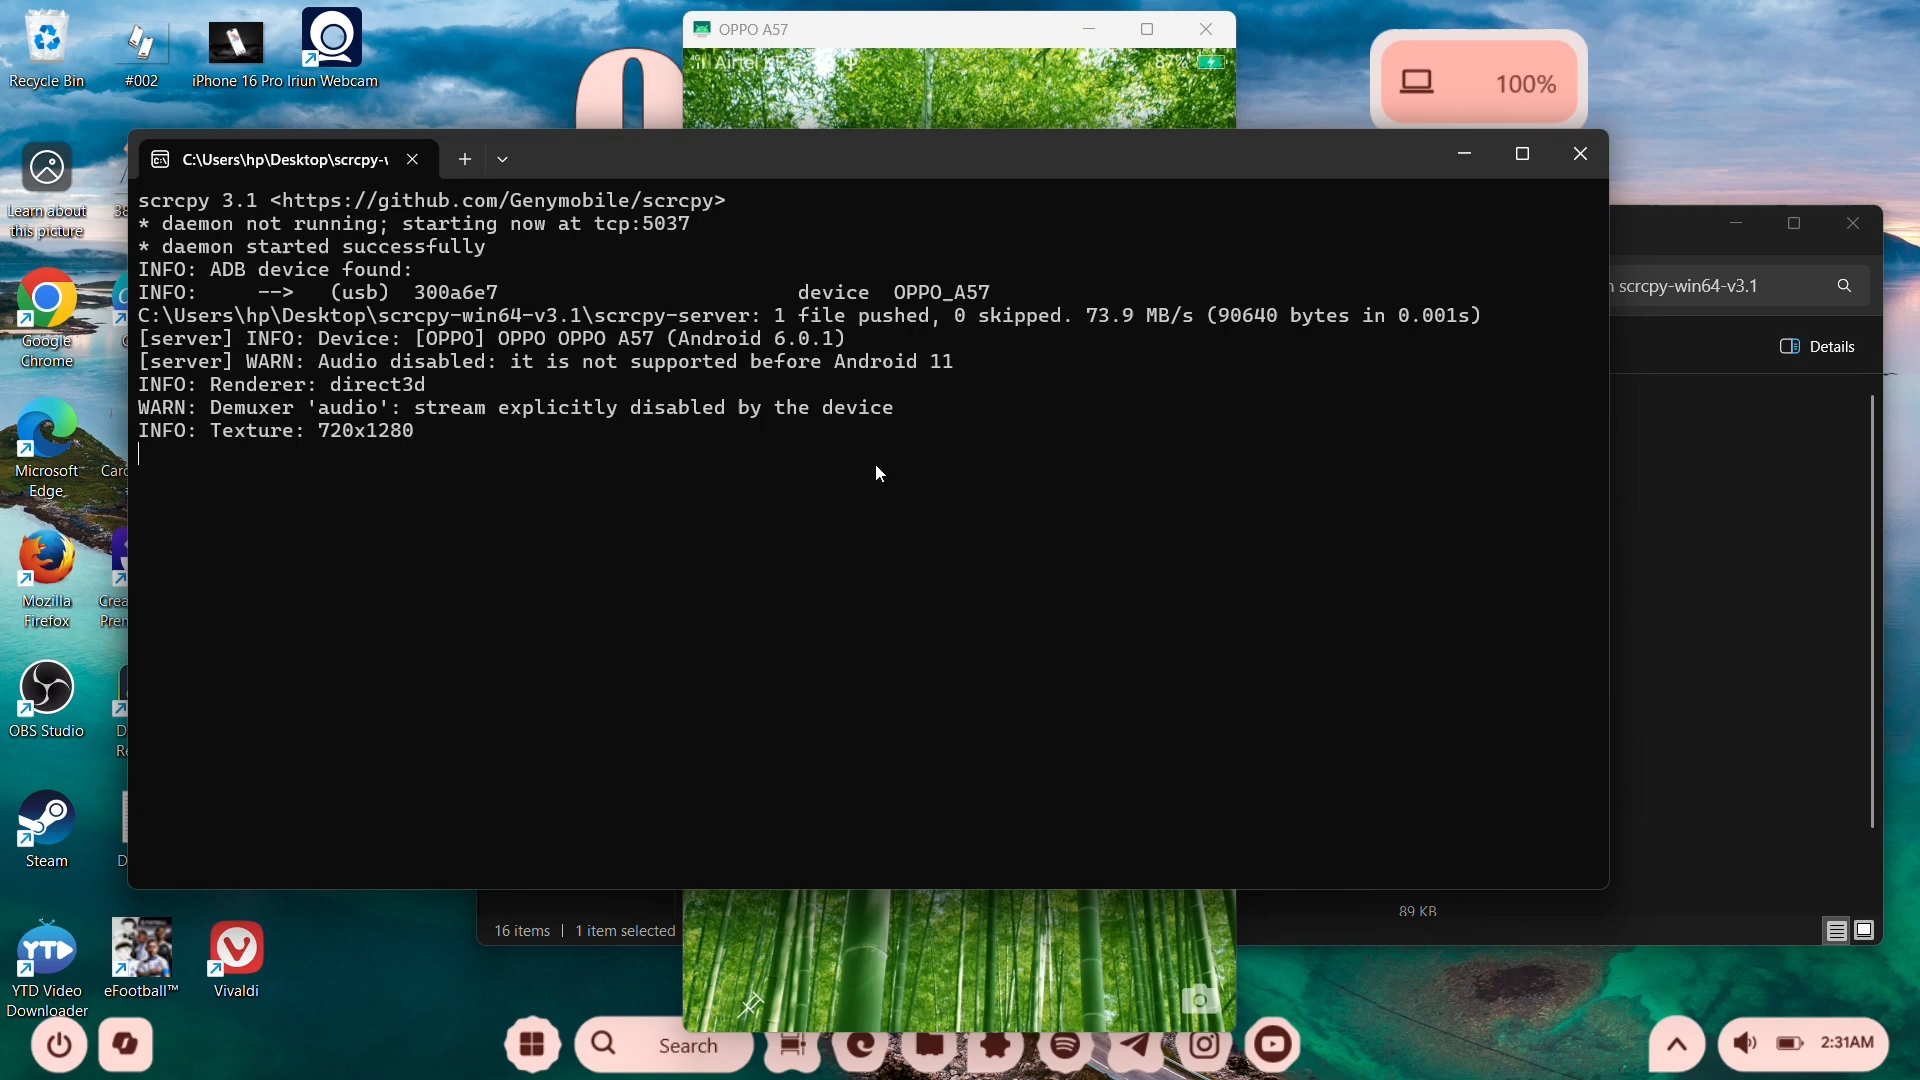 Recycle Bin
#002
iPhone 16 Pro
Iriun Webcam
OPPO A57
Airtel
87%
100%
C:\Users\hp\Desktop\scrcpy-
scrcpy 3.1 <https://github.com/Genymobile/scrcpy>
* daemon not running; starting now at tcp:5037
* daemon started successfully
INFO: ADB device found:
INFO:     --> (usb) 300a6e7 device OPPO_A57
C:\Users\hp\Desktop\scrcpy-win64-v3.1\scrcpy-server: 1 file pushed, 0 skipped. 73.9 MB/s (90640 bytes in 0.001s)
[server] INFO: Device: [OPPO] OPPO OPPO A57 (Android 6.0.1)
[server] WARN: Audio disabled: it is not supported before Android 11
INFO: Renderer: direct3d
WARN: Demuxer 'audio': stream explicitly disabled by the device
INFO: Texture: 720x1280
scrcpy-win64-v3.1
Details
Learn about
this picture
Google
Chrome
Microsoft
Edge
Mozilla
Firefox
OBS Studio
Steam
YTD
YTD Video
Downloader
eFootball™
Vivaldi
16 items
1 item selected
89 KB
Search
2:31AM